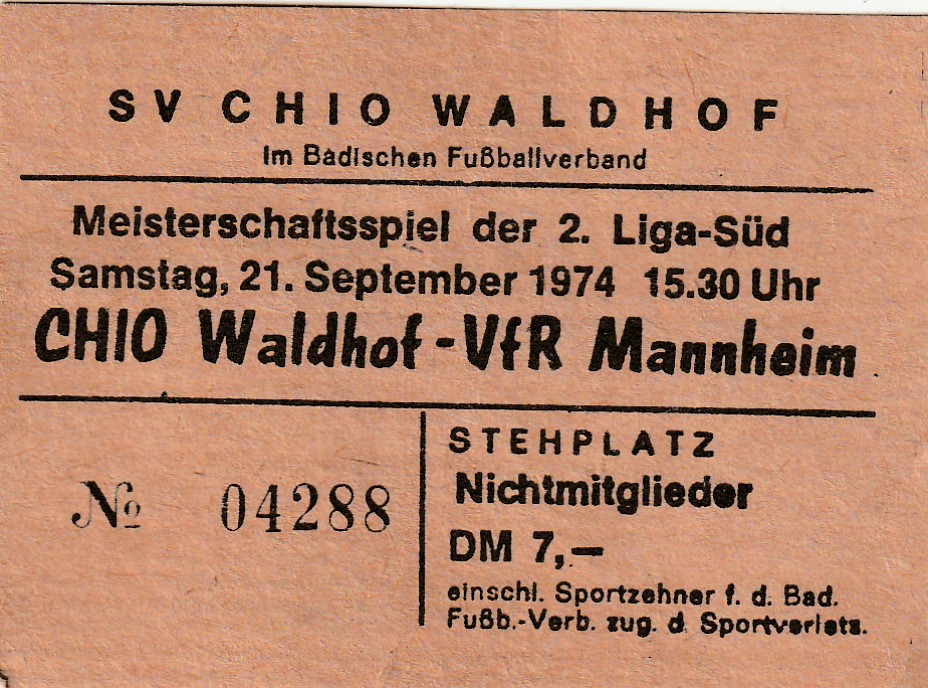 SV CHIO WALDHOF
im Badischen Fußballverband
Meisterschaftsspiel der 2. Liga-Süd
Samstag, 21. September 1974 15.30 Uhr
CHIO Waldhof - VfR Mannheim
№ 04288
STEHPLATZ
Nichtmitglieder
DM 7,—
einschl. Sportzehner f. d. Bad.
Fußb.-Verb. zug. d. Sportverletz.